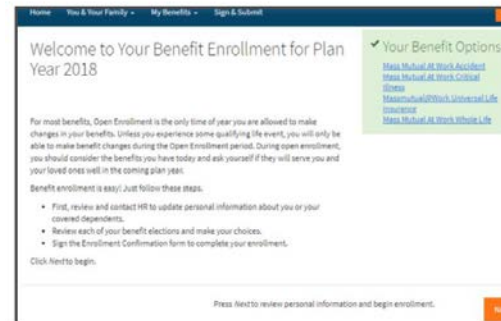 Home You & Your Family My Benefits Sign & Submit
Welcome to Your Benefit Enrollment for Plan
Year 2018
For most benefits, Open Enrollment is the only time of year you are allowed to make
changes in your benefits. Unless you experience some qualifying life event, you will only be
able to make benefit changes during the Open Enrollment period. During open enrollment,
you should consider the benefits you have today and ask yourself if they will serve you and
your loved ones well in the coming plan year.
Benefit enrollment is easy! Just follow these steps.
• First, review and contact HR to update personal information about you or your
covered dependents.
• Review each of your benefit elections and make your choices.
• Sign the Enrollment Confirmation form to complete your enrollment.
Click Next to begin.
✔ Your Benefit Options
Mass Mutual At Work Accident
Mass Mutual At Work Critical
Illness
Massmutual@Work Universal Life
Insurance
Mass Mutual At Work Whole Life
Press Next to review personal information and begin enrollment.